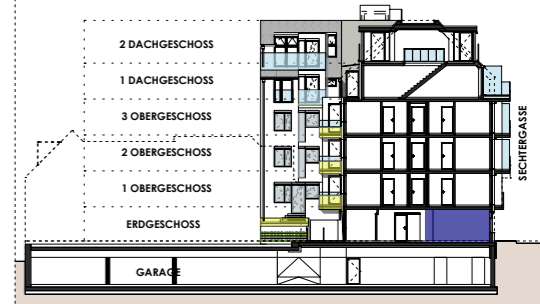 2 DACHGESCHOSS
1 DACHGESCHOSS
3 OBERGESCHOSS
2 OBERGESCHOSS
1 OBERGESCHOSS
ERDGESCHOSS
GARAGE
SECHTERGASSE